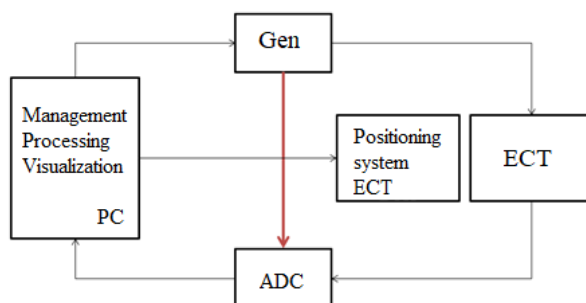 Gen
Management
Processing
Visualization
PC
Positioning
system
ECT
ECT
ADC